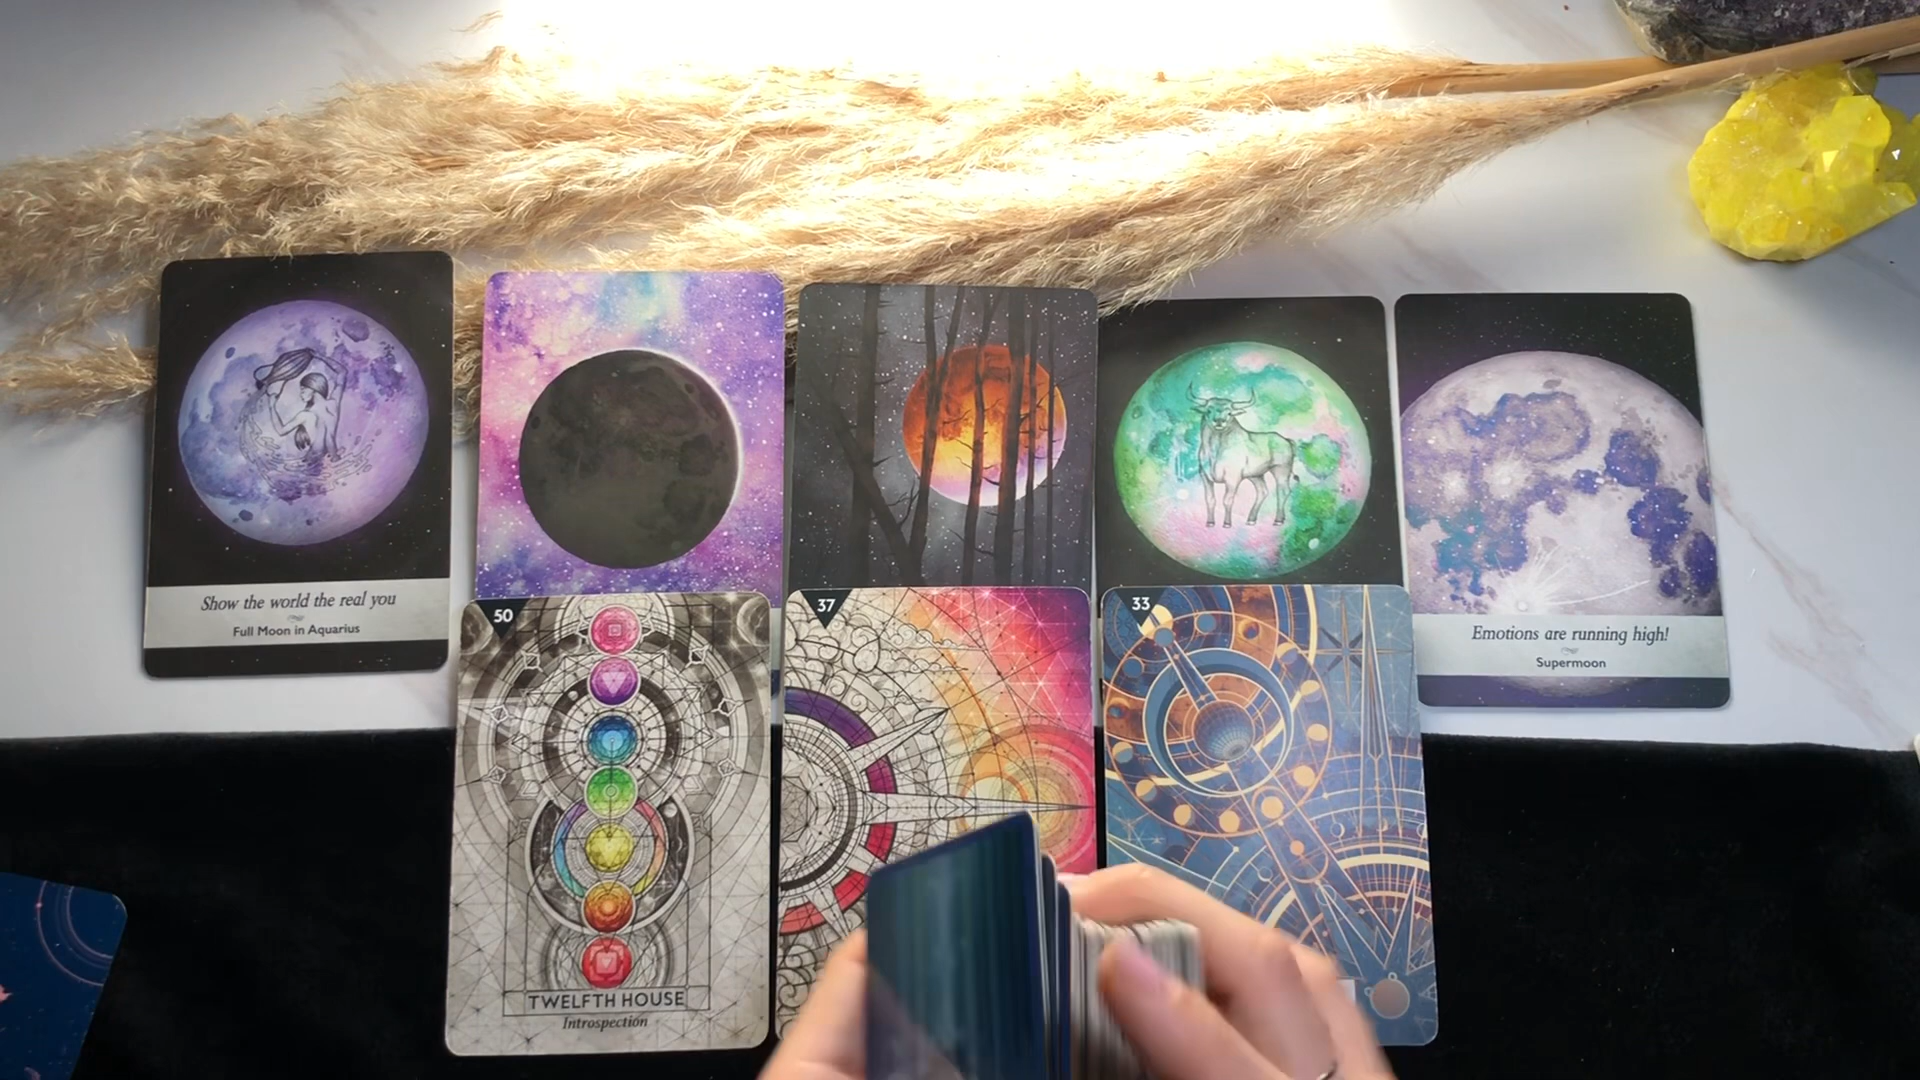 Show the world the real you
Full Moon in Aquarius
Emotions are running high!
Supermoon
50
37
33
TWELFTH HOUSE
Introspection